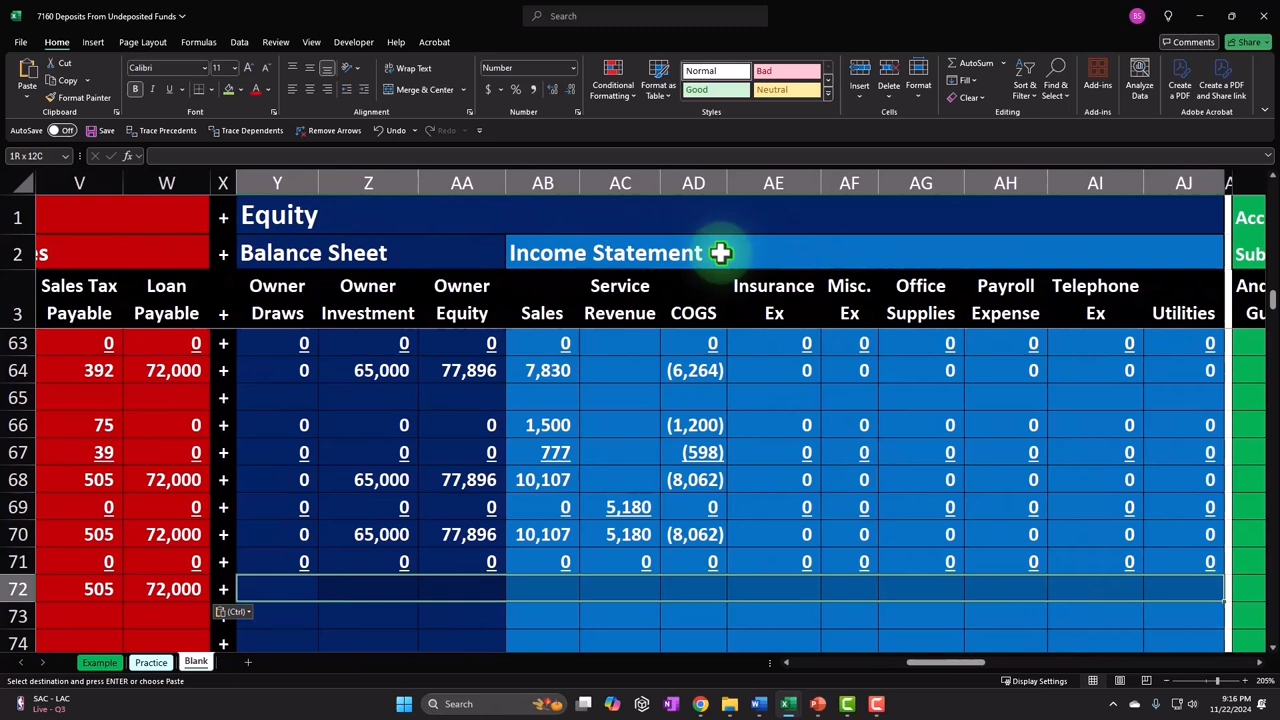 7160 Deposits From Undeposited Funds
Search
BS
File Home Insert Draw Page Layout Formulas Data Review View Developer Help Acrobat
Comments Share
Paste
Cut
Copy
Format Painter
Clipboard
Calibri 11
B I U
Font
Wrap Text
Merge & Center
Alignment
Number
$ % ,
Number
Conditional Formatting
Format as Table
Normal Bad
Good Neutral
Styles
Insert Delete Format
Cells
AutoSum
Fill
Clear
Sort & Filter
Find & Select
Editing
Add-ins
Add-ins
Analyze Data
Create a PDF
Create a PDF and Share link
Adobe Acrobat
AutoSave Off Save Trace Precedents Trace Dependents Remove Arrows Undo Redo
1R x 12C fx
V W X Y Z AA AB AC AD AE AF AG AH AI AJ
1 + Equity Acc
2 s + Balance Sheet Income Statement Sub
Sales Tax Loan Owner Owner Owner Service Insurance Misc. Office Payroll Telephone And
3 Payable Payable + Draws Investment Equity Sales Revenue COGS Ex Ex Supplies Expense Ex Utilities Gu
63 0 0 + 0 0 0 0 0 0 0 0 0 0 0
64 392 72,000 + 0 65,000 77,896 7,830 (6,264) 0 0 0 0 0 0
65 +
66 75 0 + 0 0 0 1,500 (1,200) 0 0 0 0 0 0
67 39 0 + 0 0 0 777 (598) 0 0 0 0 0 0
68 505 72,000 + 0 65,000 77,896 10,107 (8,062) 0 0 0 0 0 0
69 0 0 + 0 0 0 0 5,180 0 0 0 0 0 0 0
70 505 72,000 + 0 65,000 77,896 10,107 5,180 (8,062) 0 0 0 0 0 0
71 0 0 + 0 0 0 0 0 0 0 0 0 0 0 0
72 505 72,000 +
73 + (Ctrl)
74 +
Example Practice Blank
Select destination and press ENTER or choose Paste
Display Settings 205%
SAC - LAC
Live - Q3
Search
9:16 PM
11/22/2024